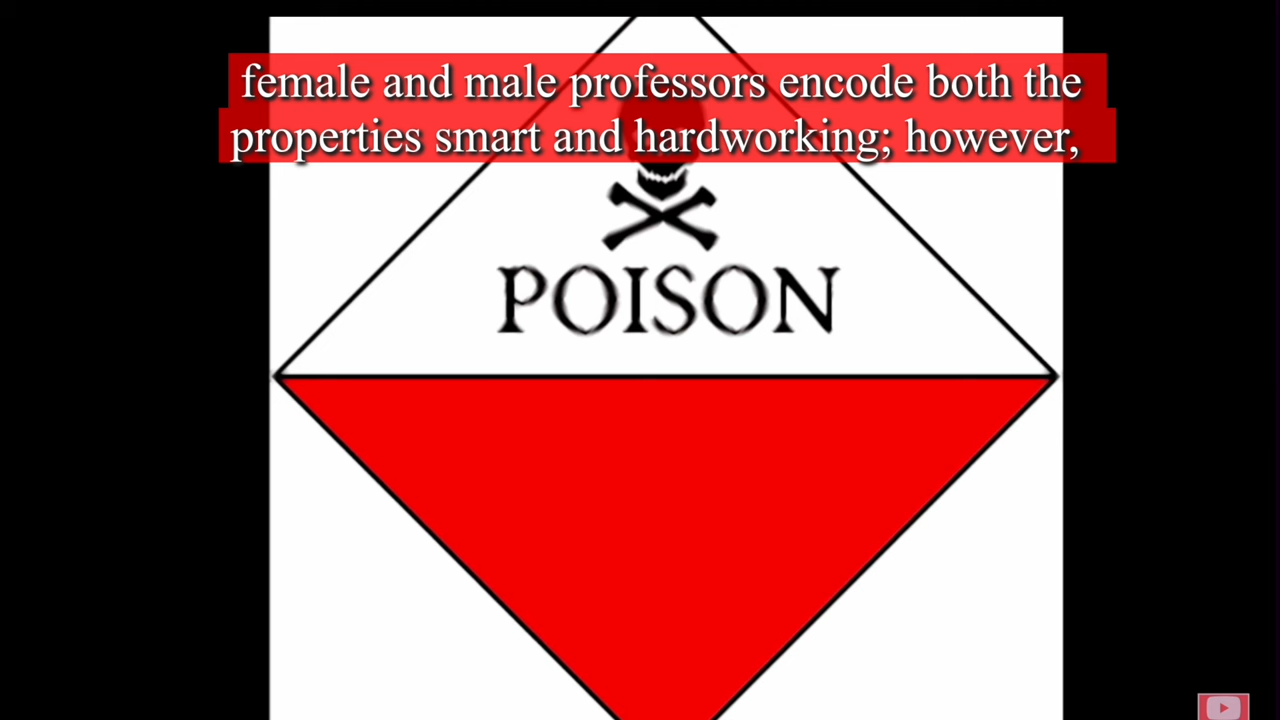 female and male professors encode both the
properties smart and hardworking; however,
POISON